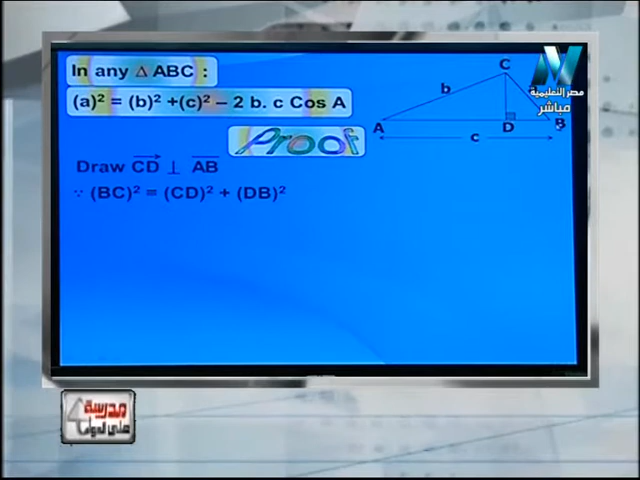 In any Δ ABC :
(a)² = (b)² +(c)² – 2 b. c Cos A
Proof
Draw CD ⊥ AB
∵ (BC)² = (CD)² + (DB)²
C
b
A
D
B
c
مصر التعليمية
مباشر
مدرسة
على الهواء